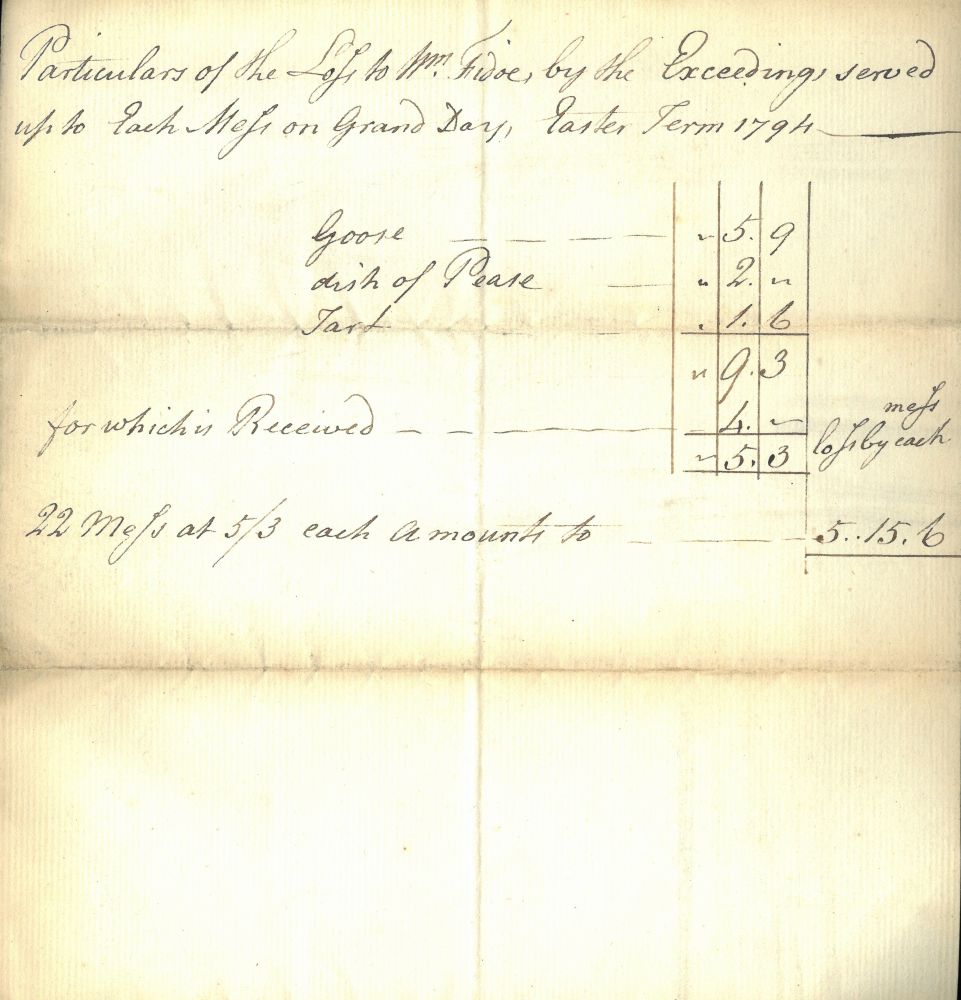 Particulars of the Loſs to Wm. Fidoe, by the Exceedings served
up to Each Meſs on Grand Day, Easter Term 1794
Goose — — — " 5. 9
dish of Pease — " 2. "
Tart — " 1. 6
" 9. 3
for which is Received — — — 4. "
" 5. 3 loſs by each meſs
22 Meſs at 5/3 each amounts to — — 5..15.6